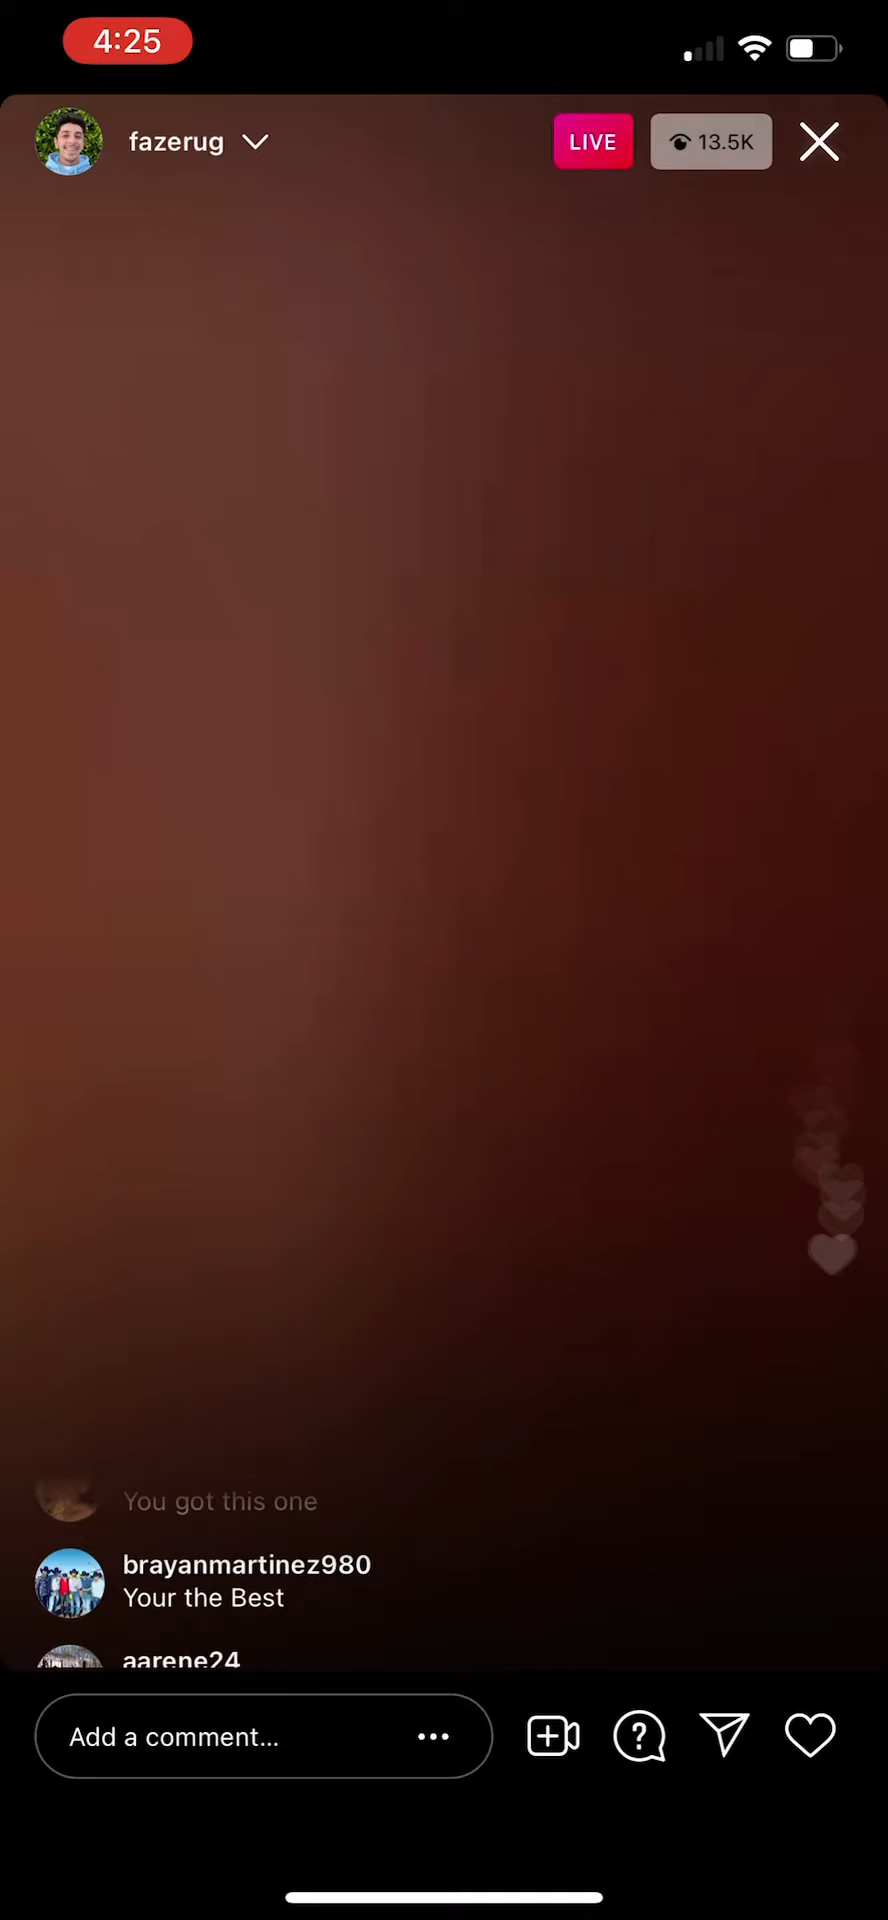 4:25
fazerug
LIVE
13.5K
You got this one
brayanmartinez980
Your the Best
aarene24
Add a comment...